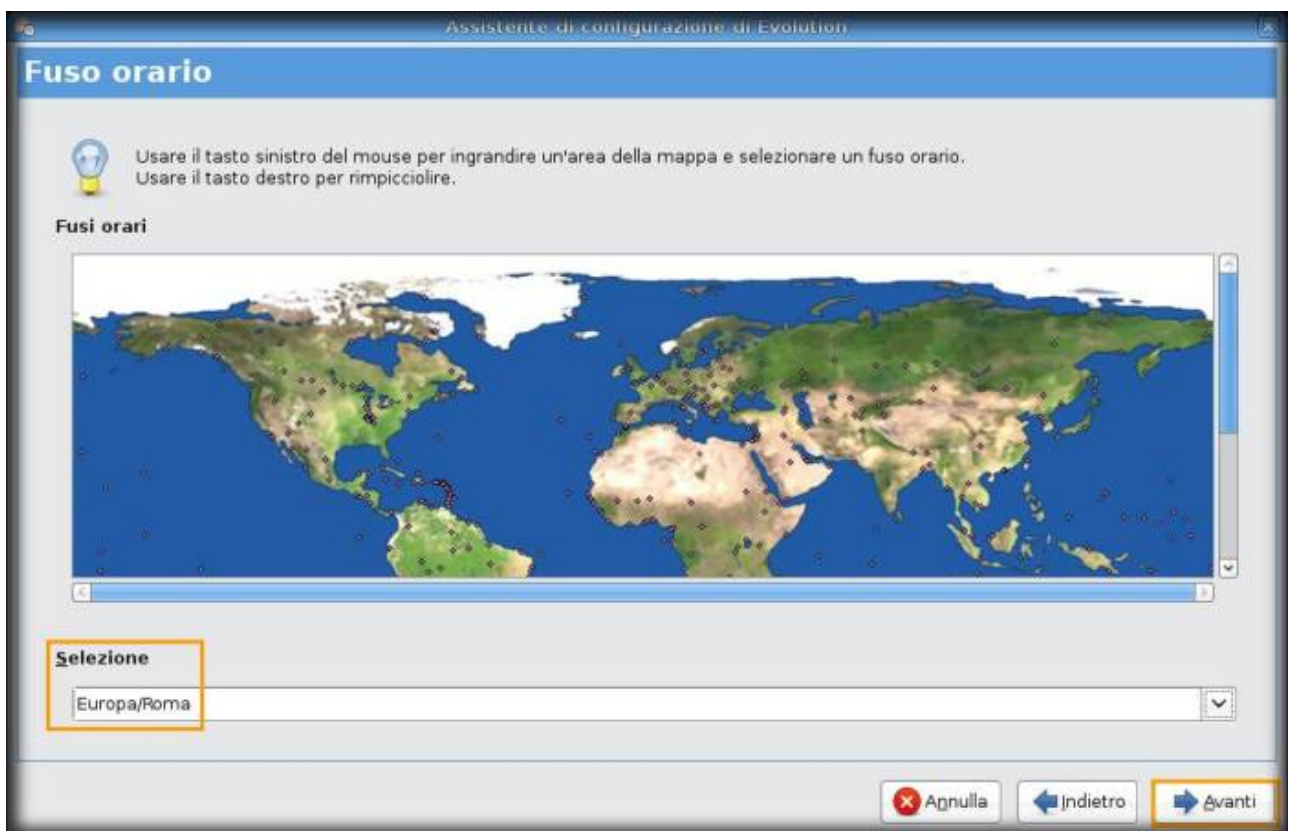 Assistente di configurazione di Evolution
Fuso orario
Usare il tasto sinistro del mouse per ingrandire un'area della mappa e selezionare un fuso orario.
Usare il tasto destro per rimpicciolire.
Fusi orari
Selezione
Europa/Roma
Annulla
Indietro
Avanti